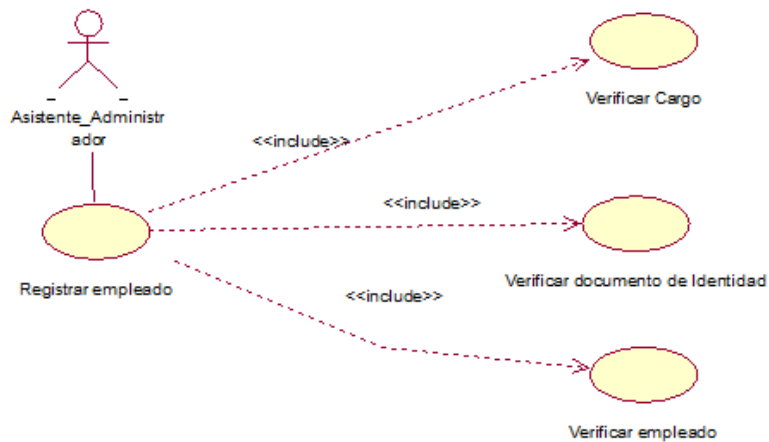 Verificar Cargo
Asistente_Administr
ador
<<include>>
<<include>>
Registrar empleado
Verificar documento de Identidad
<<include>>
Verificar empleado